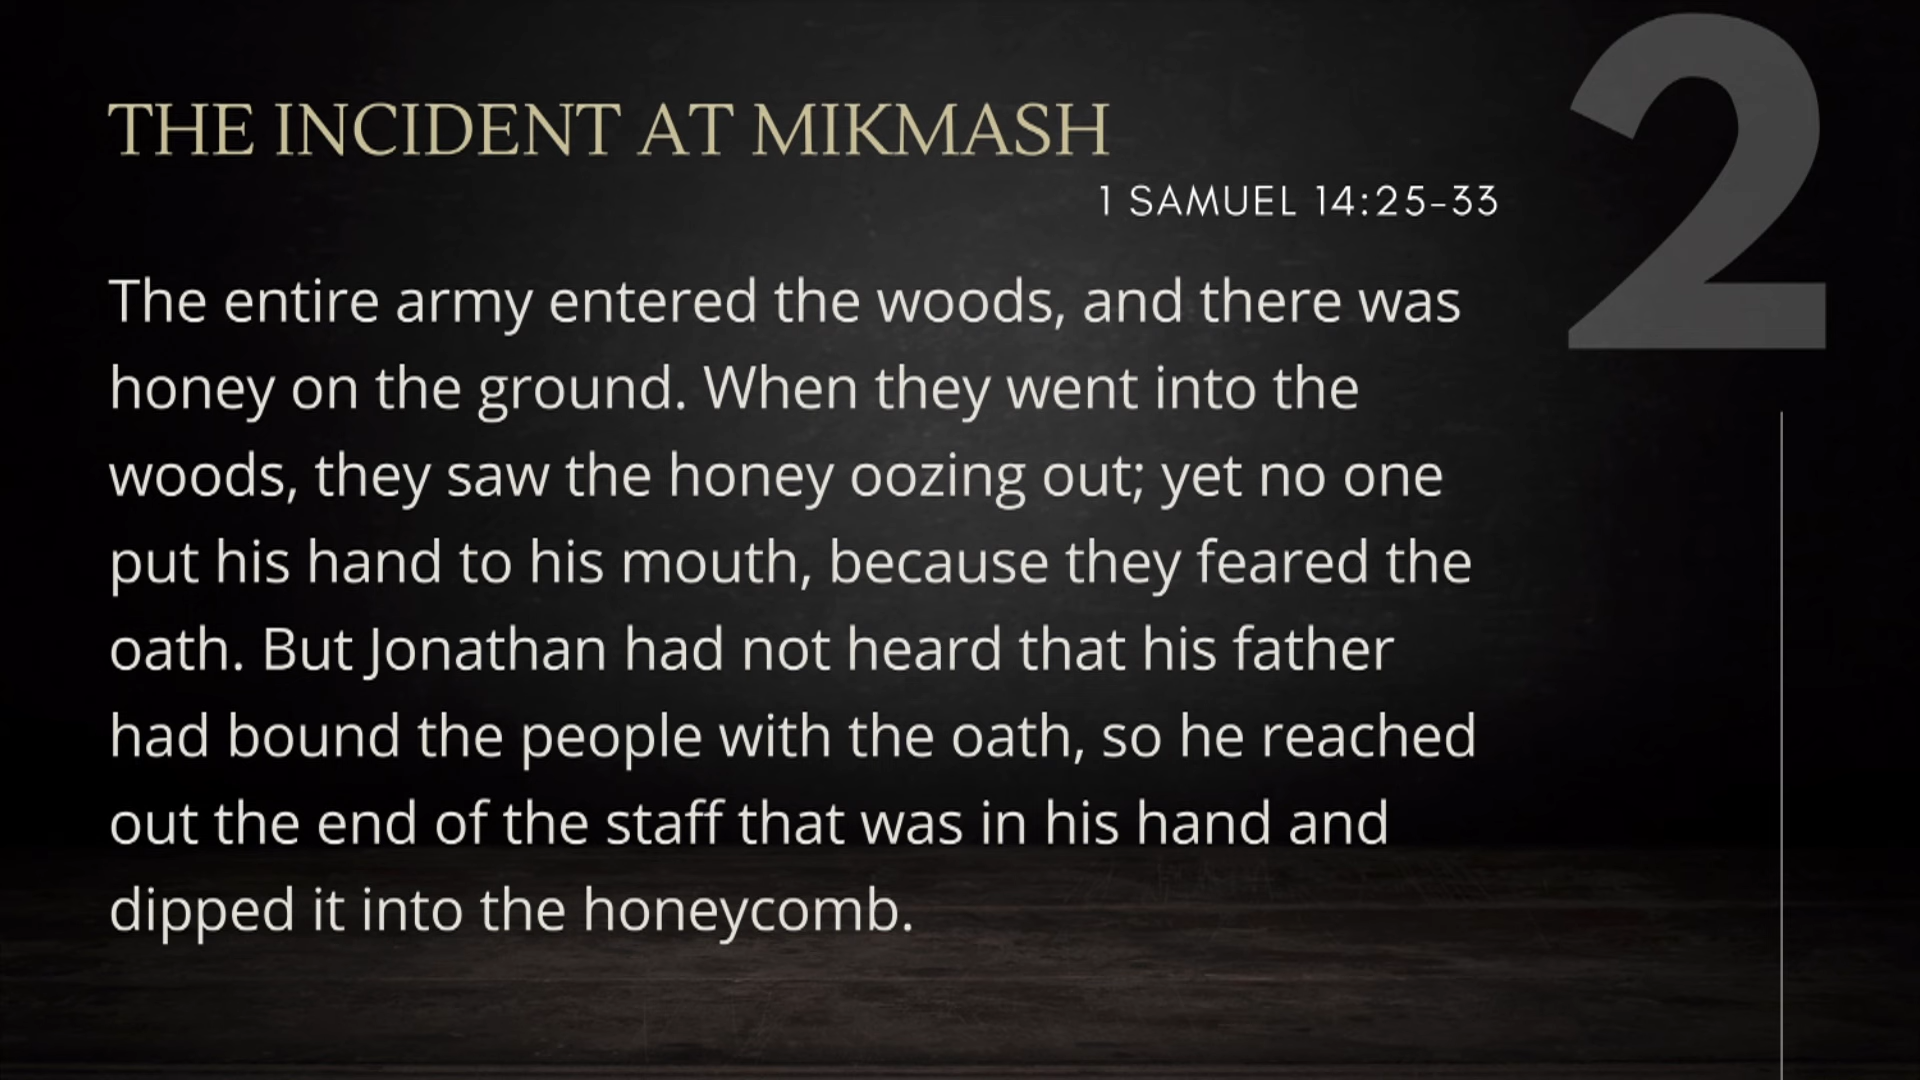 2
THE INCIDENT AT MIKMASH
1 SAMUEL 14:25-33
The entire army entered the woods, and there was
honey on the ground. When they went into the
woods, they saw the honey oozing out; yet no one
put his hand to his mouth, because they feared the
oath. But Jonathan had not heard that his father
had bound the people with the oath, so he reached
out the end of the staff that was in his hand and
dipped it into the honeycomb.